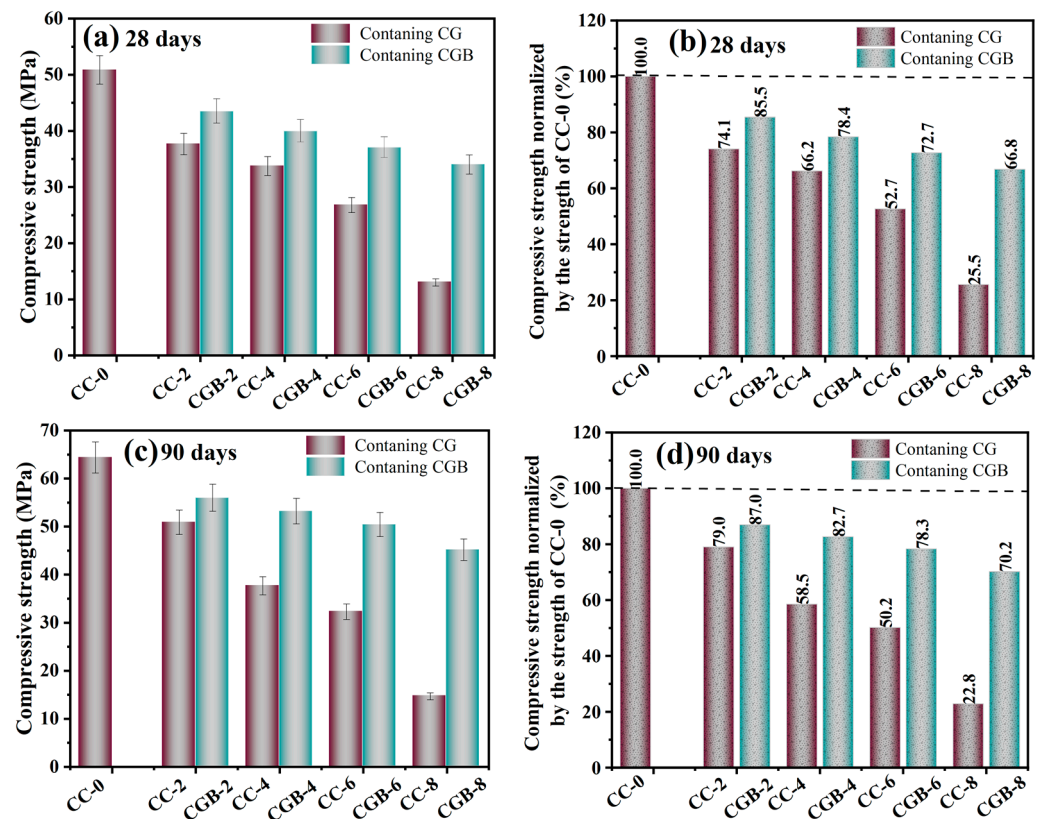 (a) 28 days
Contaning CG
Contaning CGB
Compressive strength (MPa)
60
50
40
30
20
10
0
CC-0
CC-2
CGB-2
CC-4
CGB-4
CC-6
CGB-6
CC-8
CGB-8
(b) 28 days
Contaning CG
Contaning CGB
Compressive strength normalized
by the strength of CC-0 (%)
120
100
80
60
40
20
0
100.0
74.1
85.5
66.2
78.4
52.7
72.7
25.5
66.8
CC-0
CC-2
CGB-2
CC-4
CGB-4
CC-6
CGB-6
CC-8
CGB-8
(c) 90 days
Contaning CG
Contaning CGB
Compressive strength (MPa)
70
60
50
40
30
20
10
0
CC-0
CC-2
CGB-2
CC-4
CGB-4
CC-6
CGB-6
CC-8
CGB-8
(d) 90 days
Contaning CG
Contaning CGB
Compressive strength normalized
by the strength of CC-0 (%)
120
100
80
60
40
20
0
100.0
79.0
87.0
58.5
82.7
50.2
78.3
22.8
70.2
CC-0
CC-2
CGB-2
CC-4
CGB-4
CC-6
CGB-6
CC-8
CGB-8